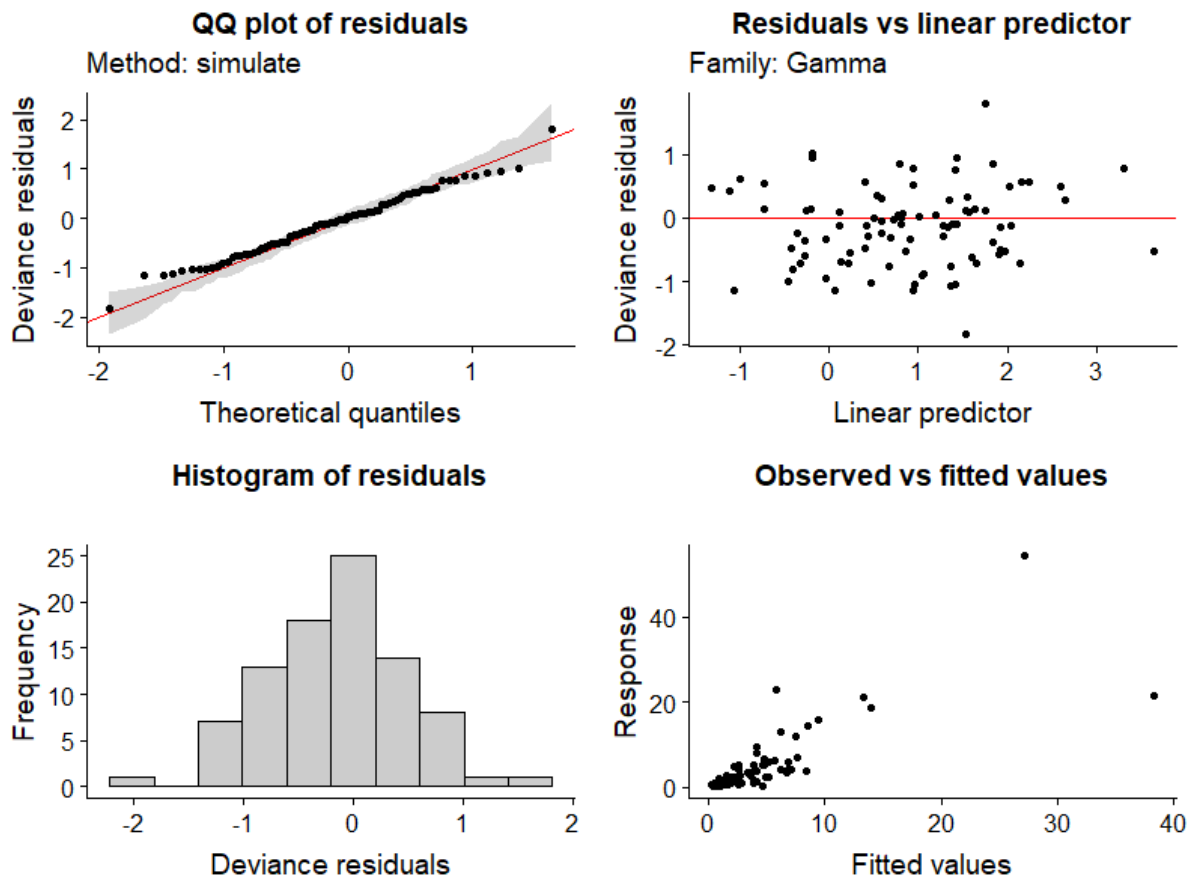 QQ plot of residuals
Method: simulate
Deviance residuals
2
1
0
-1
-2
-2
-1
0
1
Theoretical quantiles
Residuals vs linear predictor
Family: Gamma
Deviance residuals
1
0
-1
-2
-1
0
1
2
3
Linear predictor
Histogram of residuals
Frequency
25
20
15
10
5
0
-2
-1
0
1
2
Deviance residuals
Observed vs fitted values
Response
40
20
0
0
10
20
30
40
Fitted values